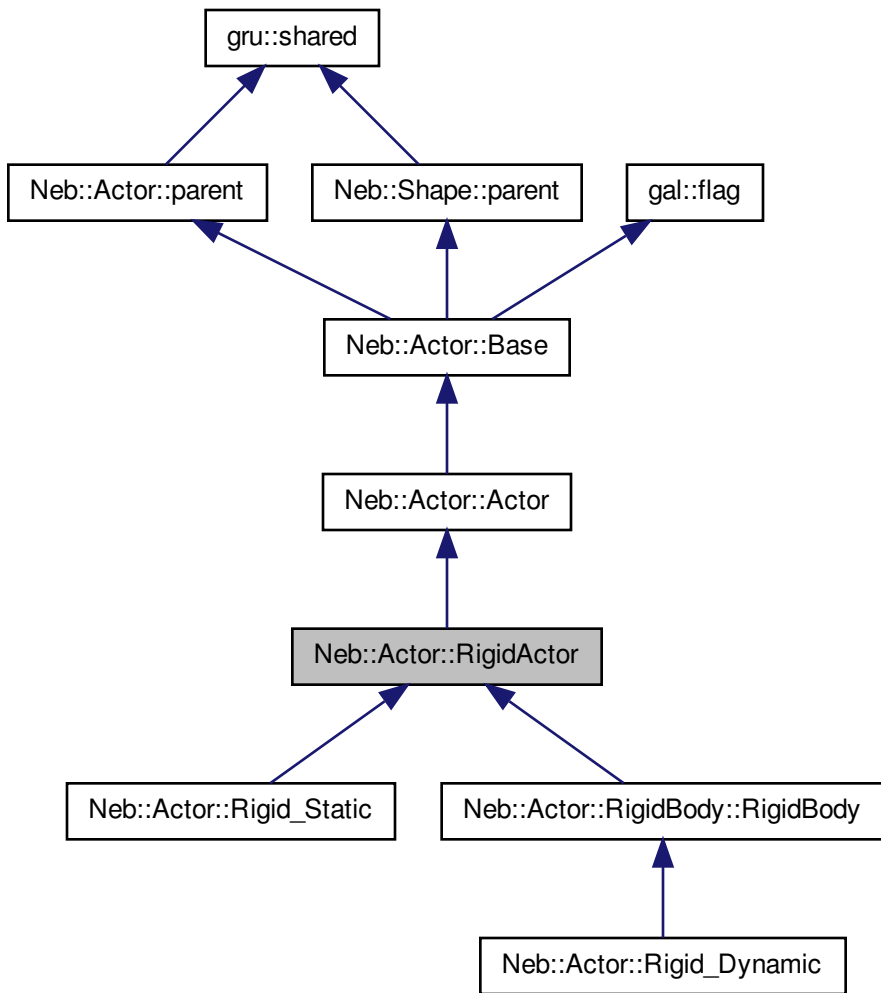 gru::shared
Neb::Actor::parent
Neb::Shape::parent
gal::flag
Neb::Actor::Base
Neb::Actor::Actor
Neb::Actor::RigidActor
Neb::Actor::Rigid_Static
Neb::Actor::RigidBody::RigidBody
Neb::Actor::Rigid_Dynamic